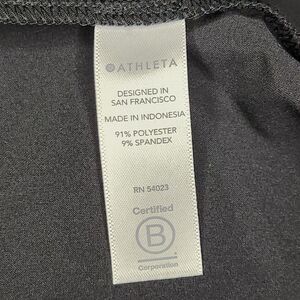 ATHLETA
DESIGNED IN
SAN FRANCISCO
MADE IN INDONESIA
91% POLYESTER
9% SPANDEX
RN 54023
Certified
B
Corporation